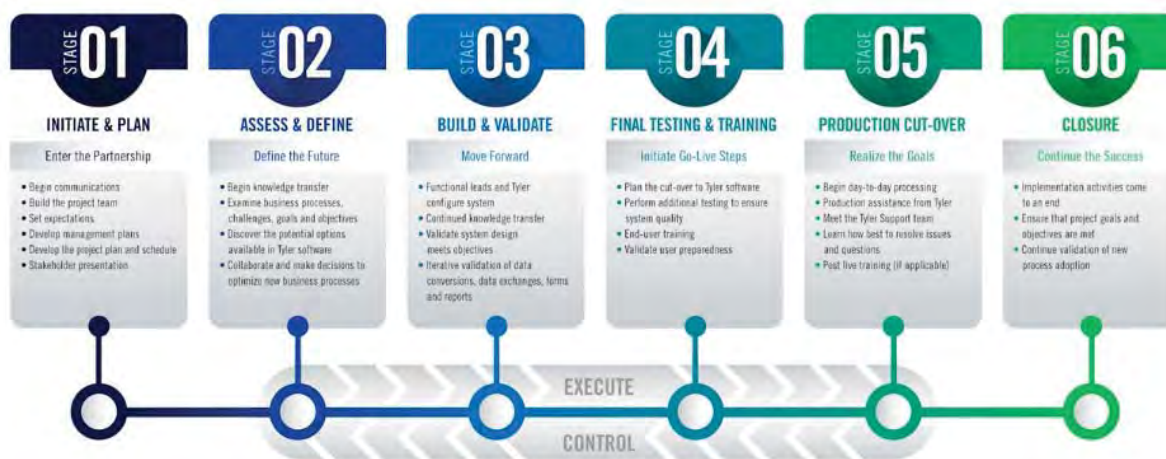 STAGE 01
INITIATE & PLAN
Enter the Partnership
• Begin communications
• Build the project team
• Set expectations
• Develop management plans
• Develop the project plan and schedule
• Stakeholder presentation
STAGE 02
ASSESS & DEFINE
Define the Future
• Begin knowledge transfer
• Examine business processes,
challenges, goals and objectives
• Discover the potential options
available in Tyler software
• Collaborate and make decisions to
optimize new business processes
STAGE 03
BUILD & VALIDATE
Move Forward
• Functional leads and Tyler
configure system
• Continued knowledge transfer
• Validate system design
meets objectives
• Iterative validation of data
conversions, data exchanges, forms
and reports
STAGE 04
FINAL TESTING & TRAINING
Initiate Go-Live Steps
• Plan the cut-over to Tyler software
• Perform additional testing to ensure
system quality
• End-user training
• Validate user preparedness
STAGE 05
PRODUCTION CUT-OVER
Realize the Goals
• Begin day-to-day processing
• Production assistance from Tyler
• Meet the Tyler Support team
• Learn how best to resolve issues
and questions
• Post live training (if applicable)
STAGE 06
CLOSURE
Continue the Success
• Implementation activities come
to an end
• Ensure that project goals and
objectives are met
• Continue validation of new
process adoption
EXECUTE
CONTROL